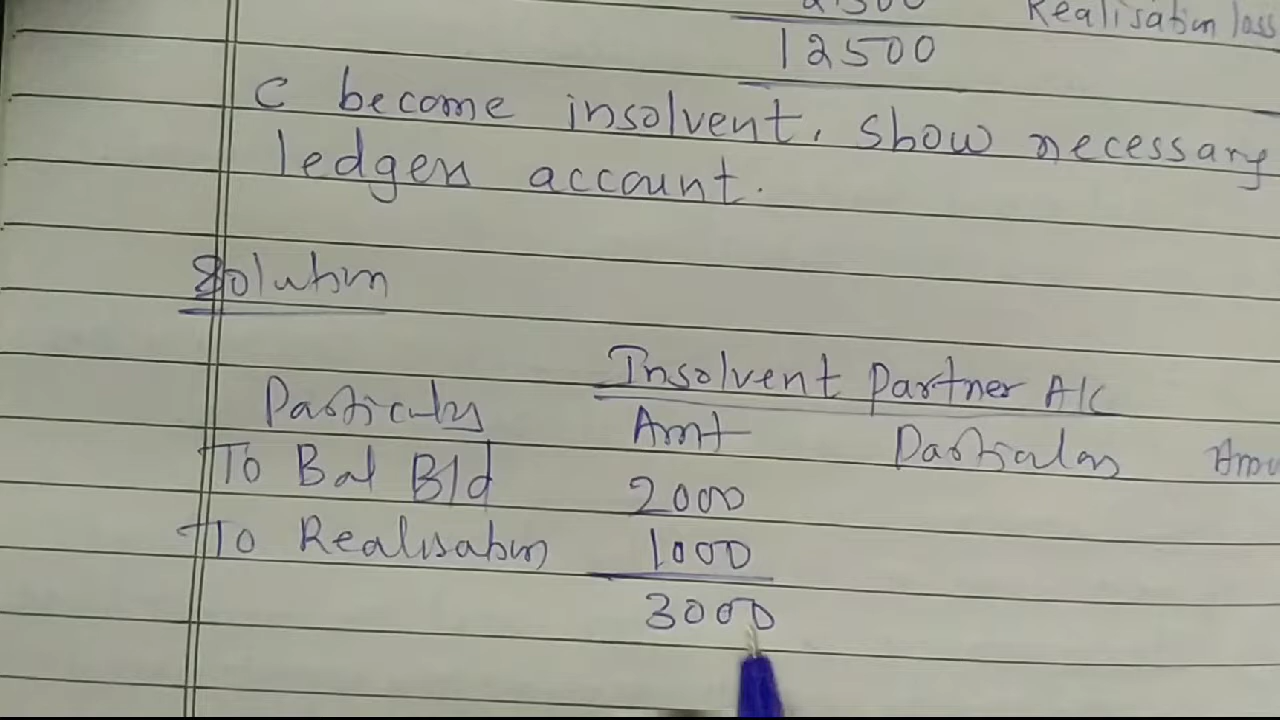 Realisation loss
12500
C become insolvent, show necessary
ledger account.
Solution
Insolvent Partner A/C
Particulars Amt Particulars
To Bal B/d 2000
To Realisation 1000
3000